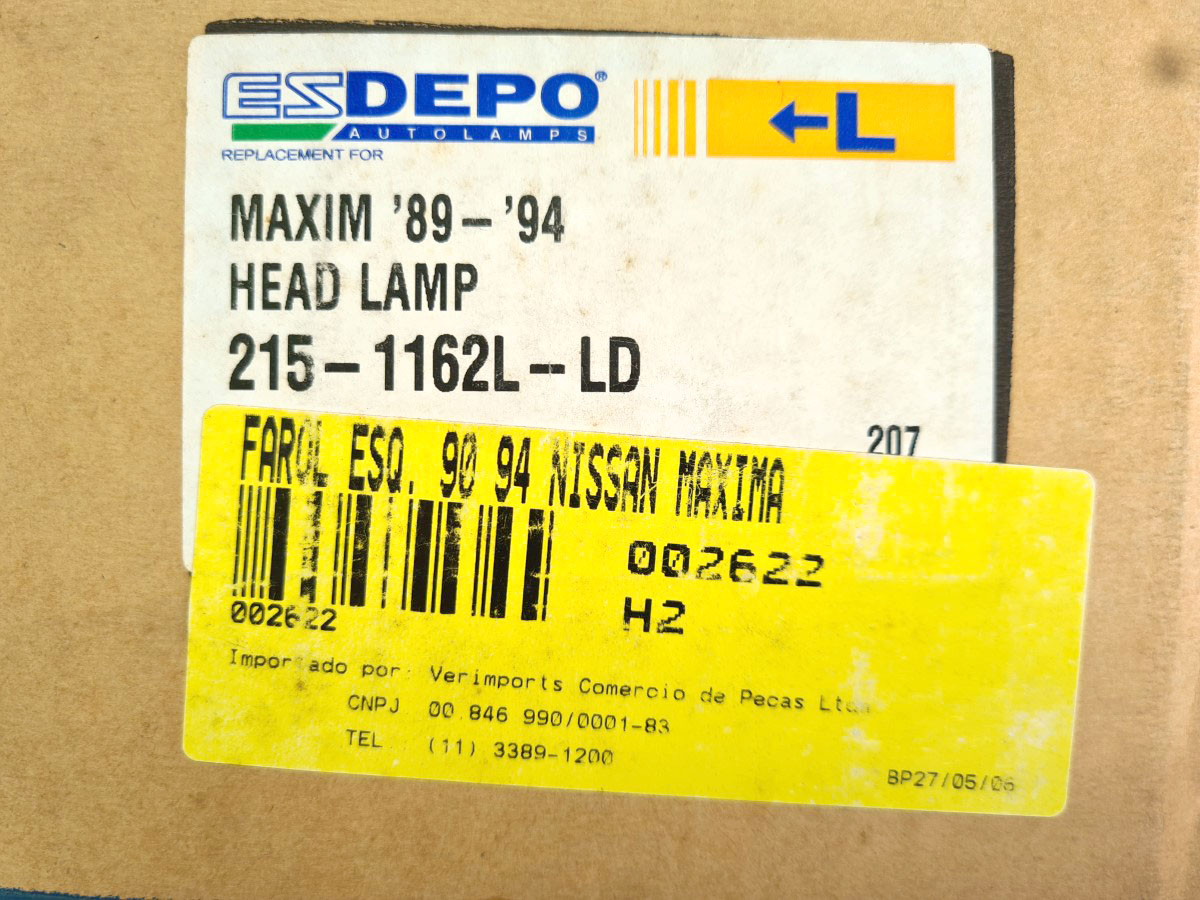 ESDEPO®
AUTOLAMPS
REPLACEMENT FOR
L
MAXIM '89-'94
HEAD LAMP
215-1162L-LD
207
FAROL ESQ. 90 94 NISSAN MAXIMA
002622
H2
002622
Importado por: Verimports Comercio de Pecas Ltda
CNPJ 00.846 990/0001-83
TEL (11) 3389-1200
BP27/05/06